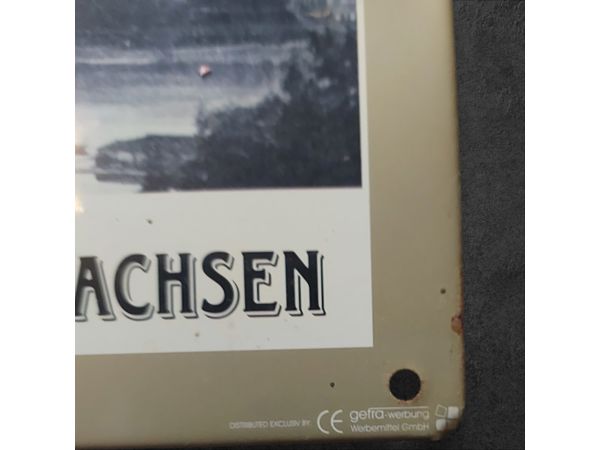 ACHSEN
DISTRIBUTED EXCLUSIV BY: CE gefra-werbung
Werbemittel GmbH